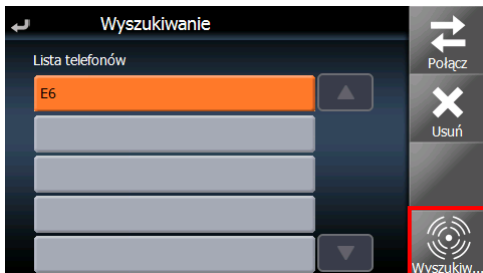 Wyszukiwanie
Lista telefonów
E6
Połącz
Usuń
Wyszukiw...